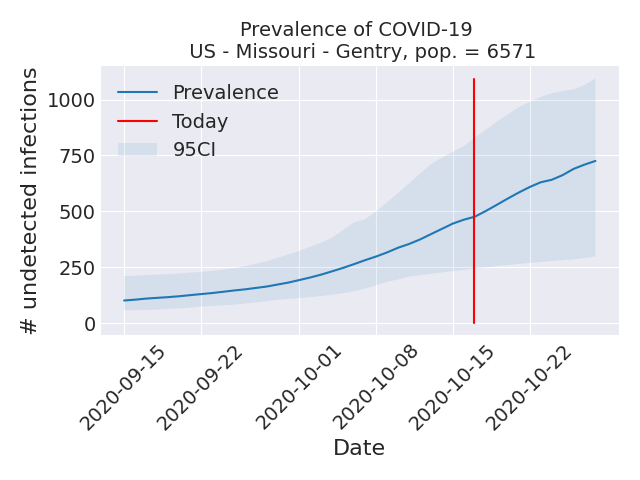 Prevalence of COVID-19
US - Missouri - Gentry, pop. = 6571
# undetected infections
1000
750
500
250
0
Prevalence
Today
95CI
2020-09-15
2020-09-22
2020-10-01
2020-10-08
2020-10-15
2020-10-22
Date